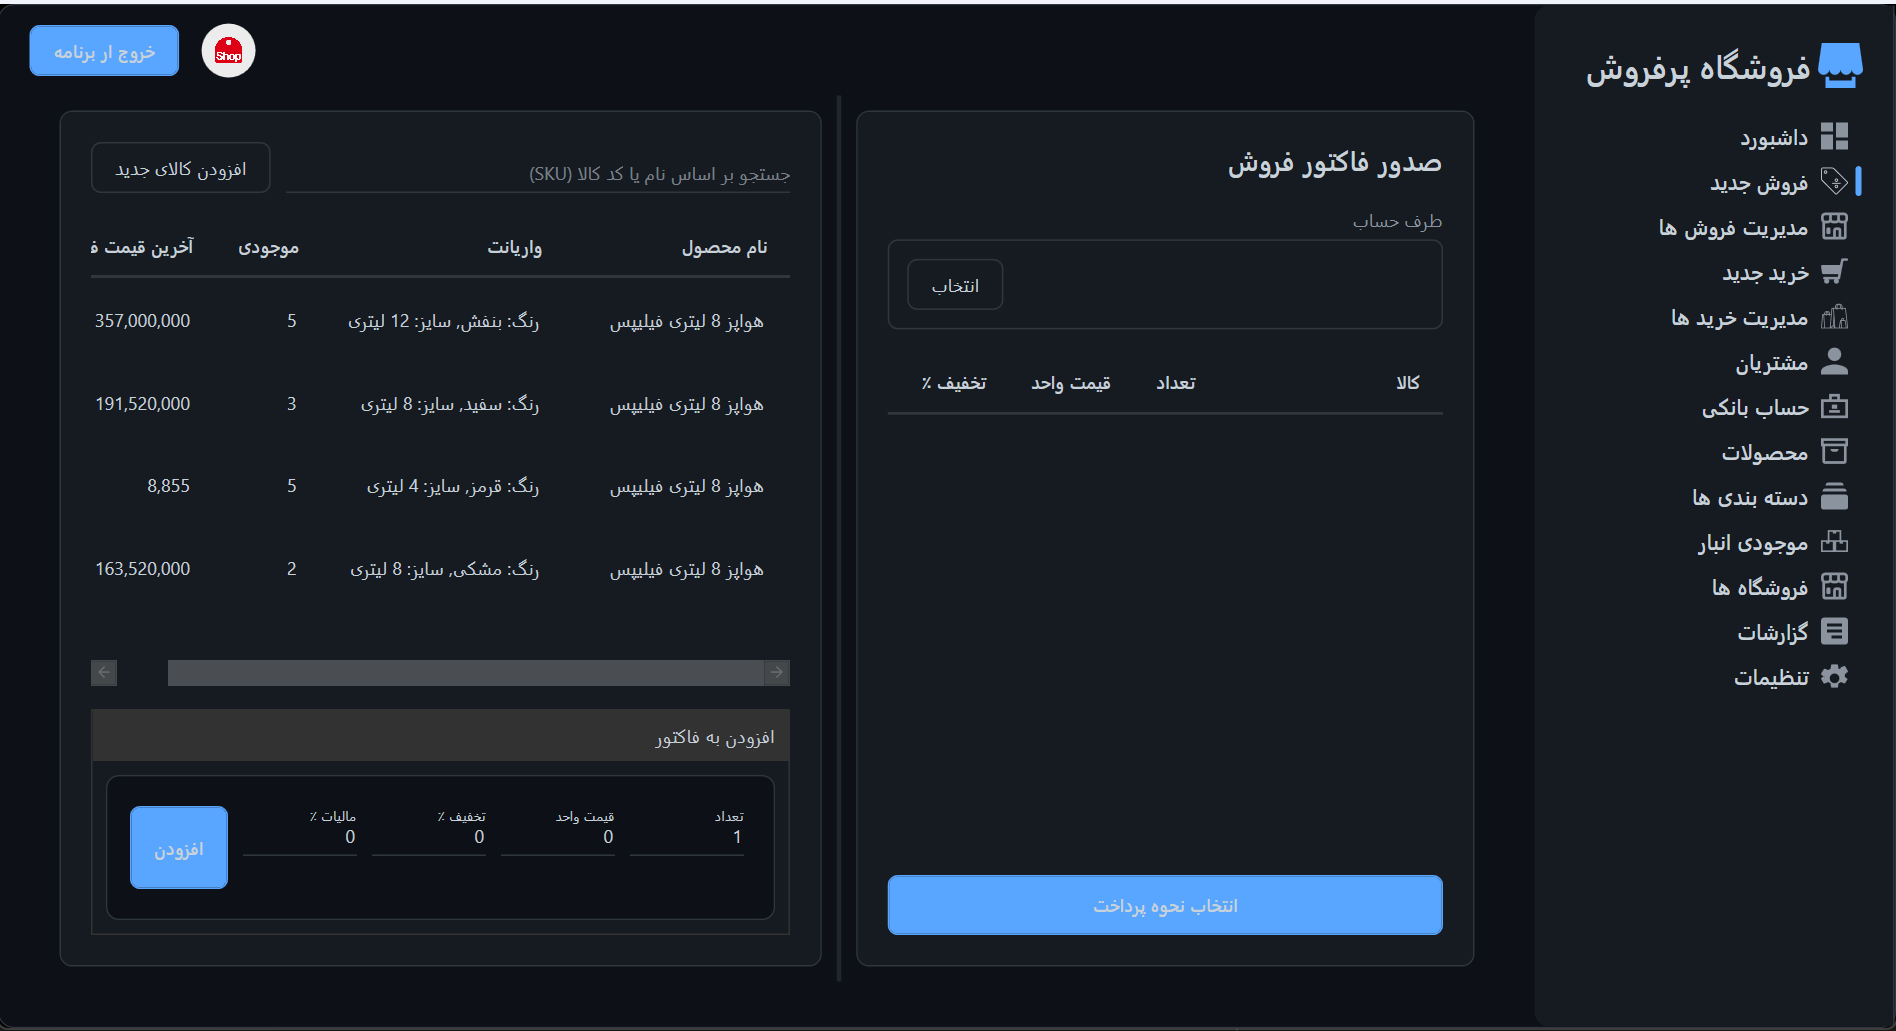 فروشگاه پرفروش
داشبورد
فروش جدید
مدیریت فروش ها
خرید جدید
مدیریت خرید ها
مشتریان
حساب بانکی
محصولات
دسته بندی ها
موجودی انبار
فروشگاه ها
گزارشات
تنظیمات
Shop
خروج ار برنامه
صدور فاکتور فروش
طرف حساب
انتخاب
کالا تعداد قیمت واحد تخفیف ٪
انتخاب نحوه پرداخت
جستجو بر اساس نام یا کد کالا (SKU)
افزودن کالای جدید
نام محصول واریانت موجودی آخرین قیمت ف
هواپز 8 لیتری فیلیپس رنگ: بنفش, سایز: 12 لیتری 5 357,000,000
هواپز 8 لیتری فیلیپس رنگ: سفید, سایز: 8 لیتری 3 191,520,000
هواپز 8 لیتری فیلیپس رنگ: قرمز, سایز: 4 لیتری 5 8,855
هواپز 8 لیتری فیلیپس رنگ: مشکی, سایز: 8 لیتری 2 163,520,000
افزودن به فاکتور
تعداد قیمت واحد تخفیف ٪ مالیات ٪
1 0 0 0
افزودن